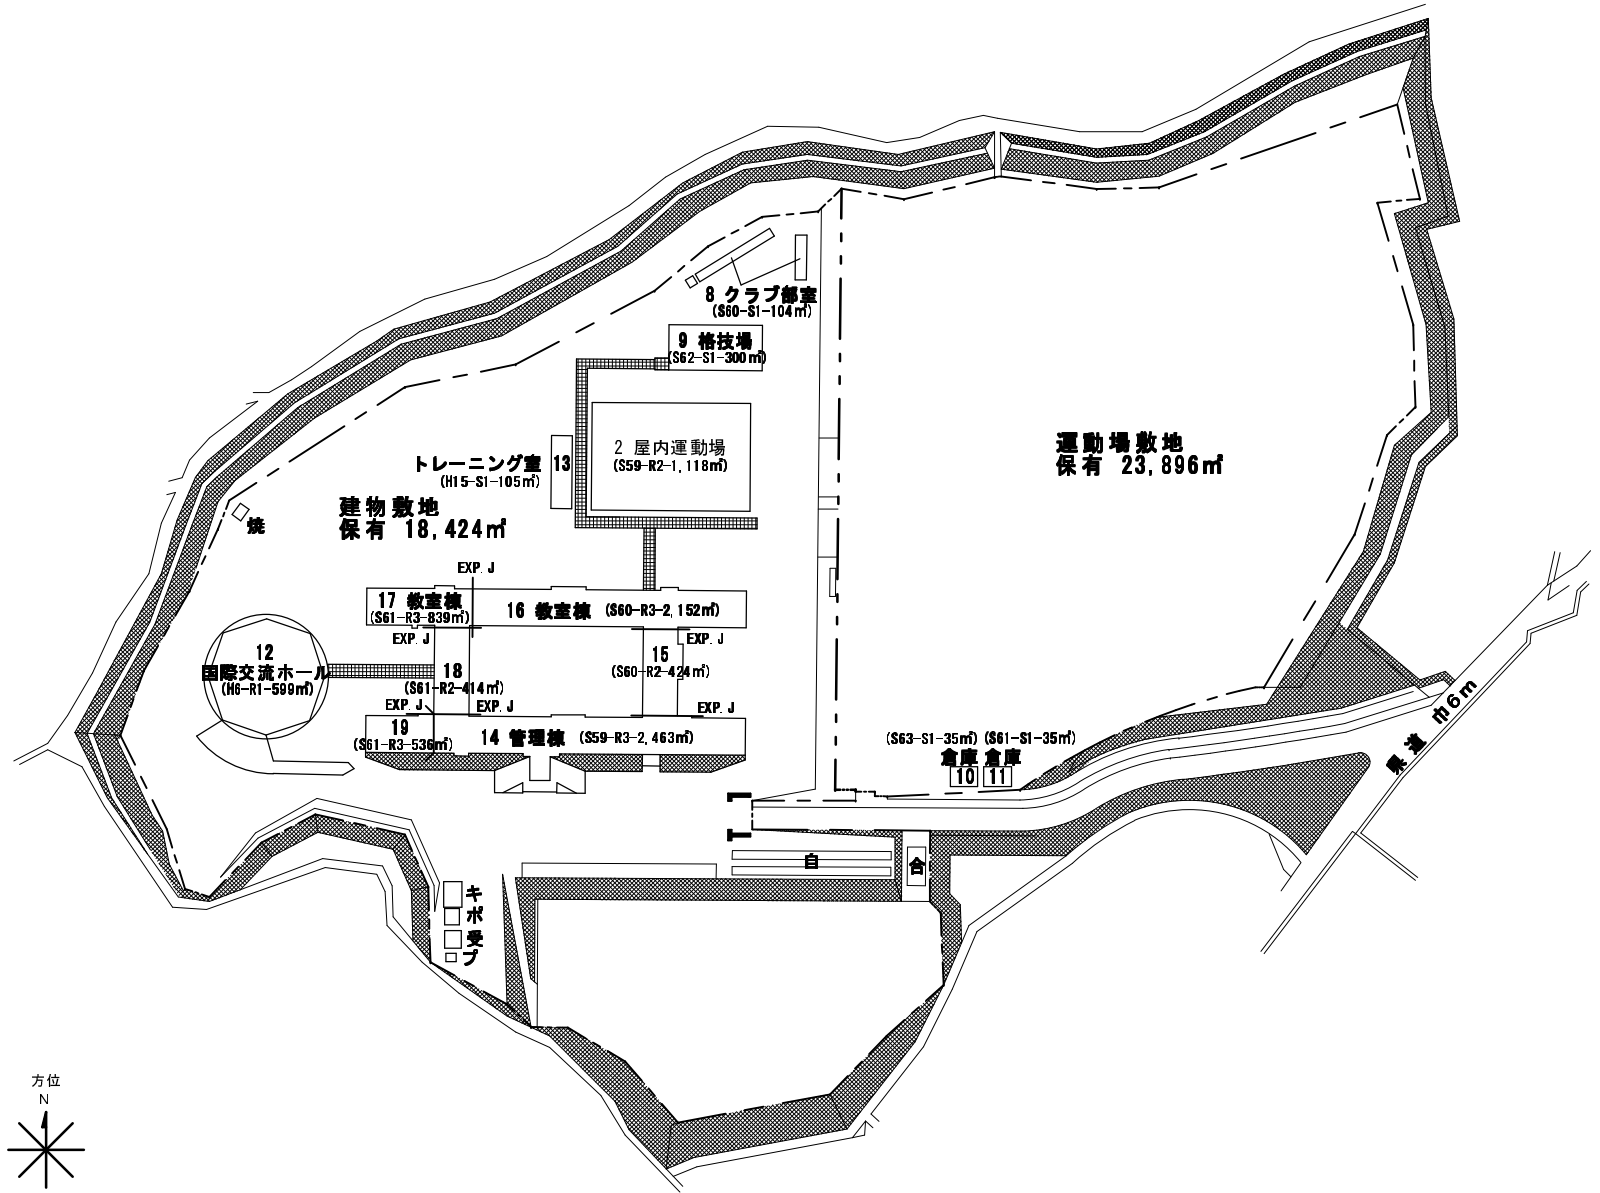 8 クラブ部室
(S60-S1-104㎡)
9 格技場
(S62-S1-300㎡)
2 屋内運動場
(S59-R2-1,118㎡)
トレーニング室 13
(H15-S1-105㎡)
建物敷地
保有 18,424㎡
運動場敷地
保有 23,896㎡
焼
EXP.J
17 教室棟
(S61-R3-839㎡)
16 教室棟 (S60-R3-2,152㎡)
EXP.J
EXP.J
12
国際交流ホール
(H6-R1-599㎡)
18
(S61-R2-414㎡)
15
(S60-R2-424㎡)
EXP.J
EXP.J
EXP.J
19
(S61-R3-536㎡)
14 管理棟 (S59-R3-2,463㎡)
(S63-S1-35㎡) (S61-S1-35㎡)
倉庫 倉庫
10 11
県道 巾6m
自
合
キ
ポ
受
プ
方位
N